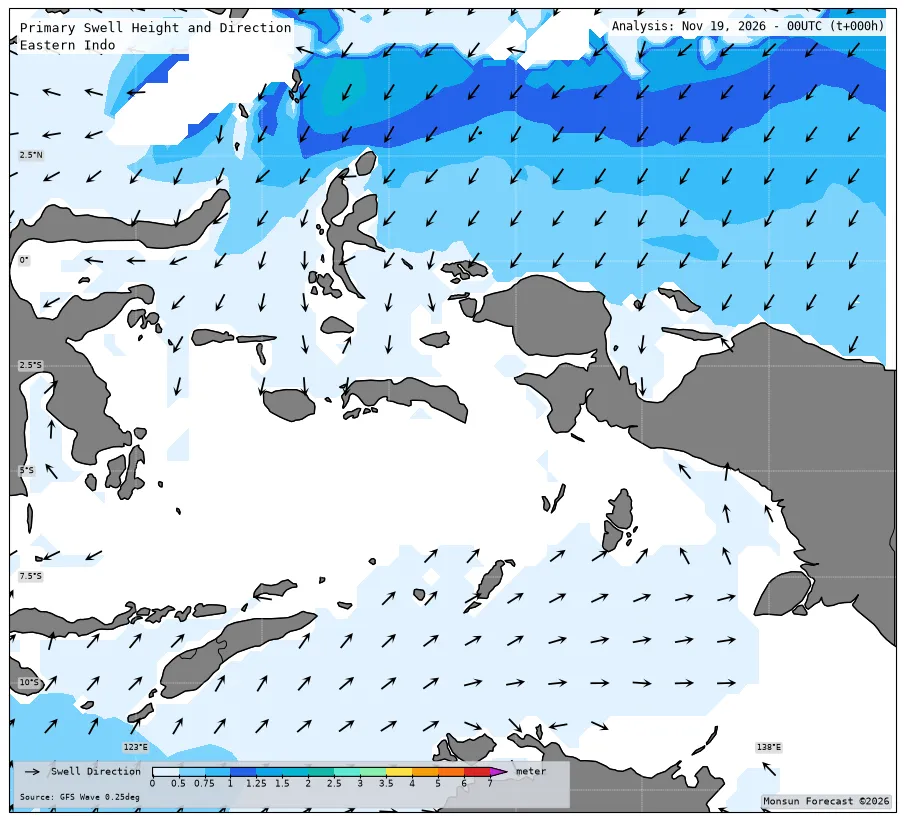 Primary Swell Height and Direction
Eastern Indo
Analysis: Nov 19, 2026 - 00UTC (t+000h)
2.5°N
0°
2.5°S
5°S
7.5°S
10°S
123°E
138°E
Swell Direction
0 0.5 0.75 1 1.25 1.5 2 2.5 3 3.5 4 5 6 7
meter
Source: GFS Wave 0.25deg
Monsun Forecast ©2026